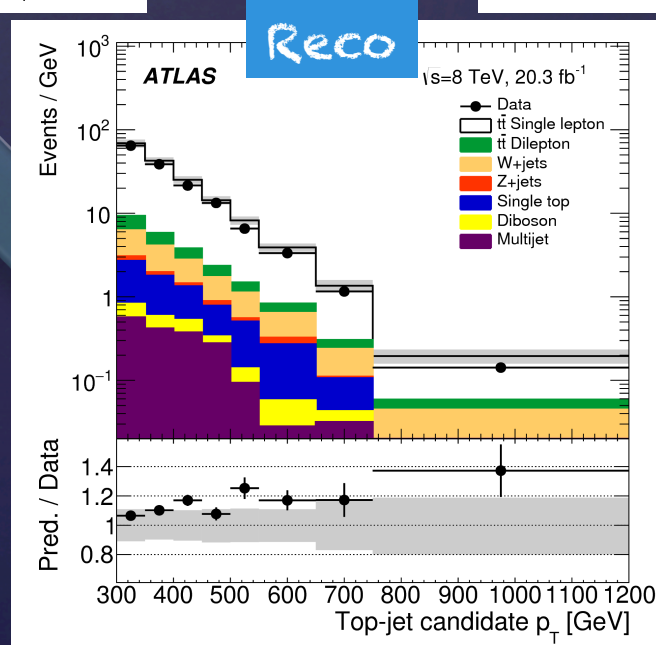 Reco
ATLAS
√s=8 TeV, 20.3 fb⁻¹
Data
tt̄ Single lepton
tt̄ Dilepton
W+jets
Z+jets
Single top
Diboson
Multijet
Events / GeV
10³
10²
10
1
10⁻¹
Pred. / Data
1.4
1.2
1
0.8
300 400 500 600 700 800 900 1000 1100 1200
Top-jet candidate p_T [GeV]